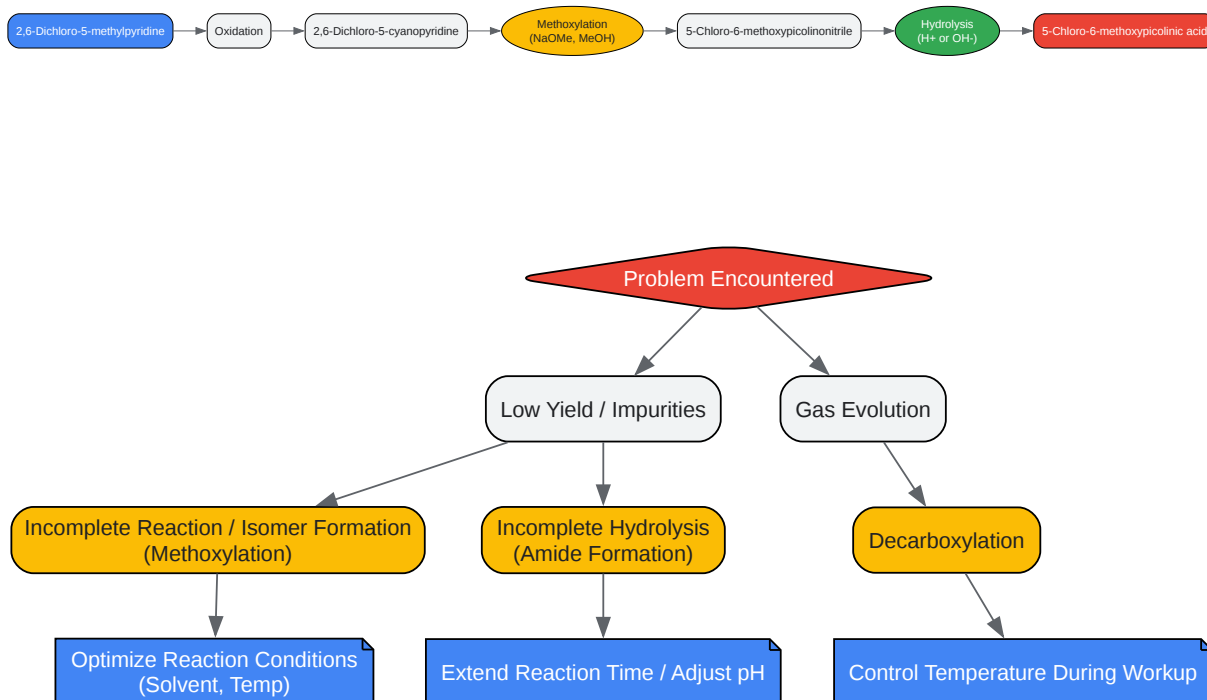 2,6-Dichloro-5-methylpyridine
Oxidation
2,6-Dichloro-5-cyanopyridine
Methoxylation
(NaOMe, MeOH)
5-Chloro-6-methoxypicolinonitrile
Hydrolysis
(H+ or OH-)
5-Chloro-6-methoxypicolinic acid
Problem Encountered
Low Yield / Impurities
Gas Evolution
Incomplete Reaction / Isomer Formation
(Methoxylation)
Incomplete Hydrolysis
(Amide Formation)
Decarboxylation
Optimize Reaction Conditions
(Solvent, Temp)
Extend Reaction Time / Adjust pH
Control Temperature During Workup